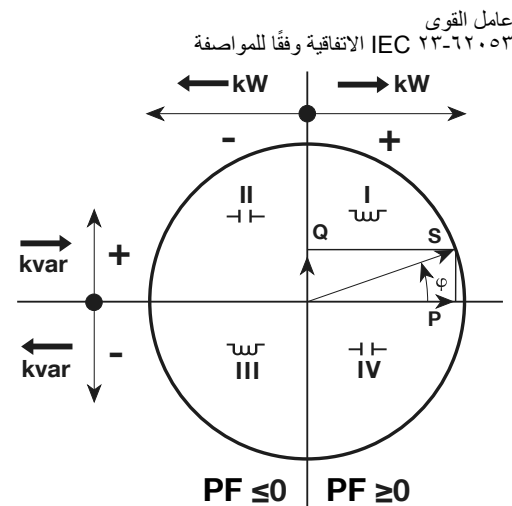 عامل القوى
الاتفاقية وفقًا للمواصفة IEC ٦٢٠٥٣-٢٣
kW
kW
-
+
II
I
Q
S
kvar
+
φ
P
-
kvar
III
IV
PF ≤0
PF ≥0